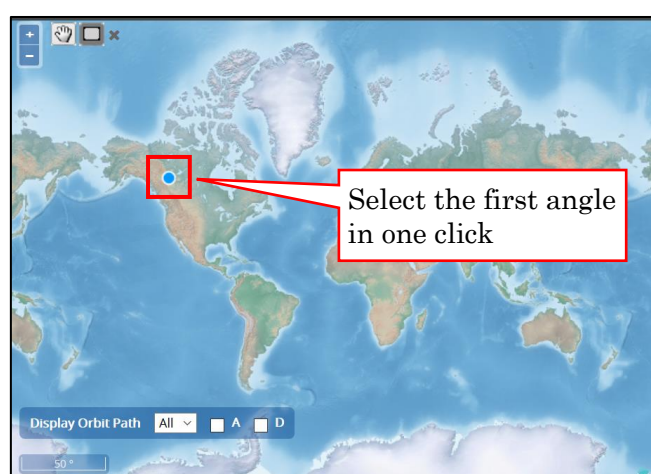 +
-
Select the first angle
in one click
Display Orbit Path All A D
50 °